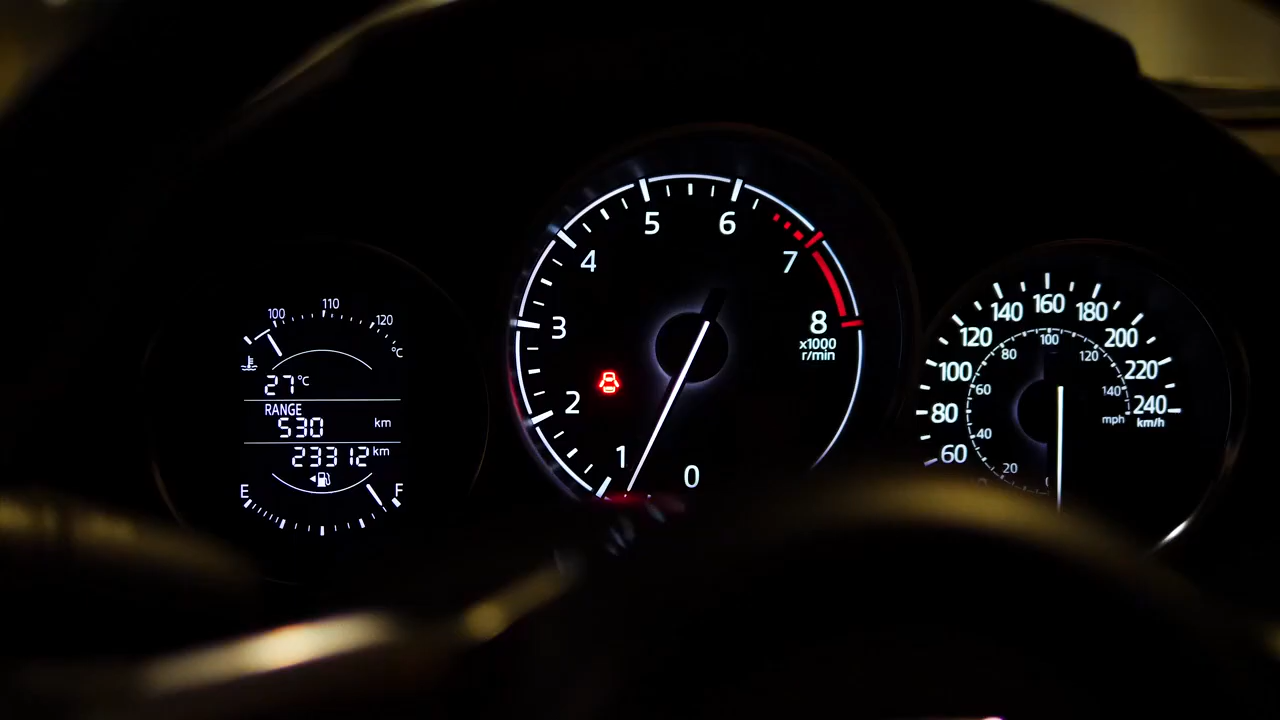 100 110 120
°C
27°C
RANGE
530 km
23312 km
E F
0 1 2 3 4 5 6 7 8
x1000
r/min
60 80 100 120 140 160 180 200 220 240
km/h
20 40 60 80 100 120 140
mph